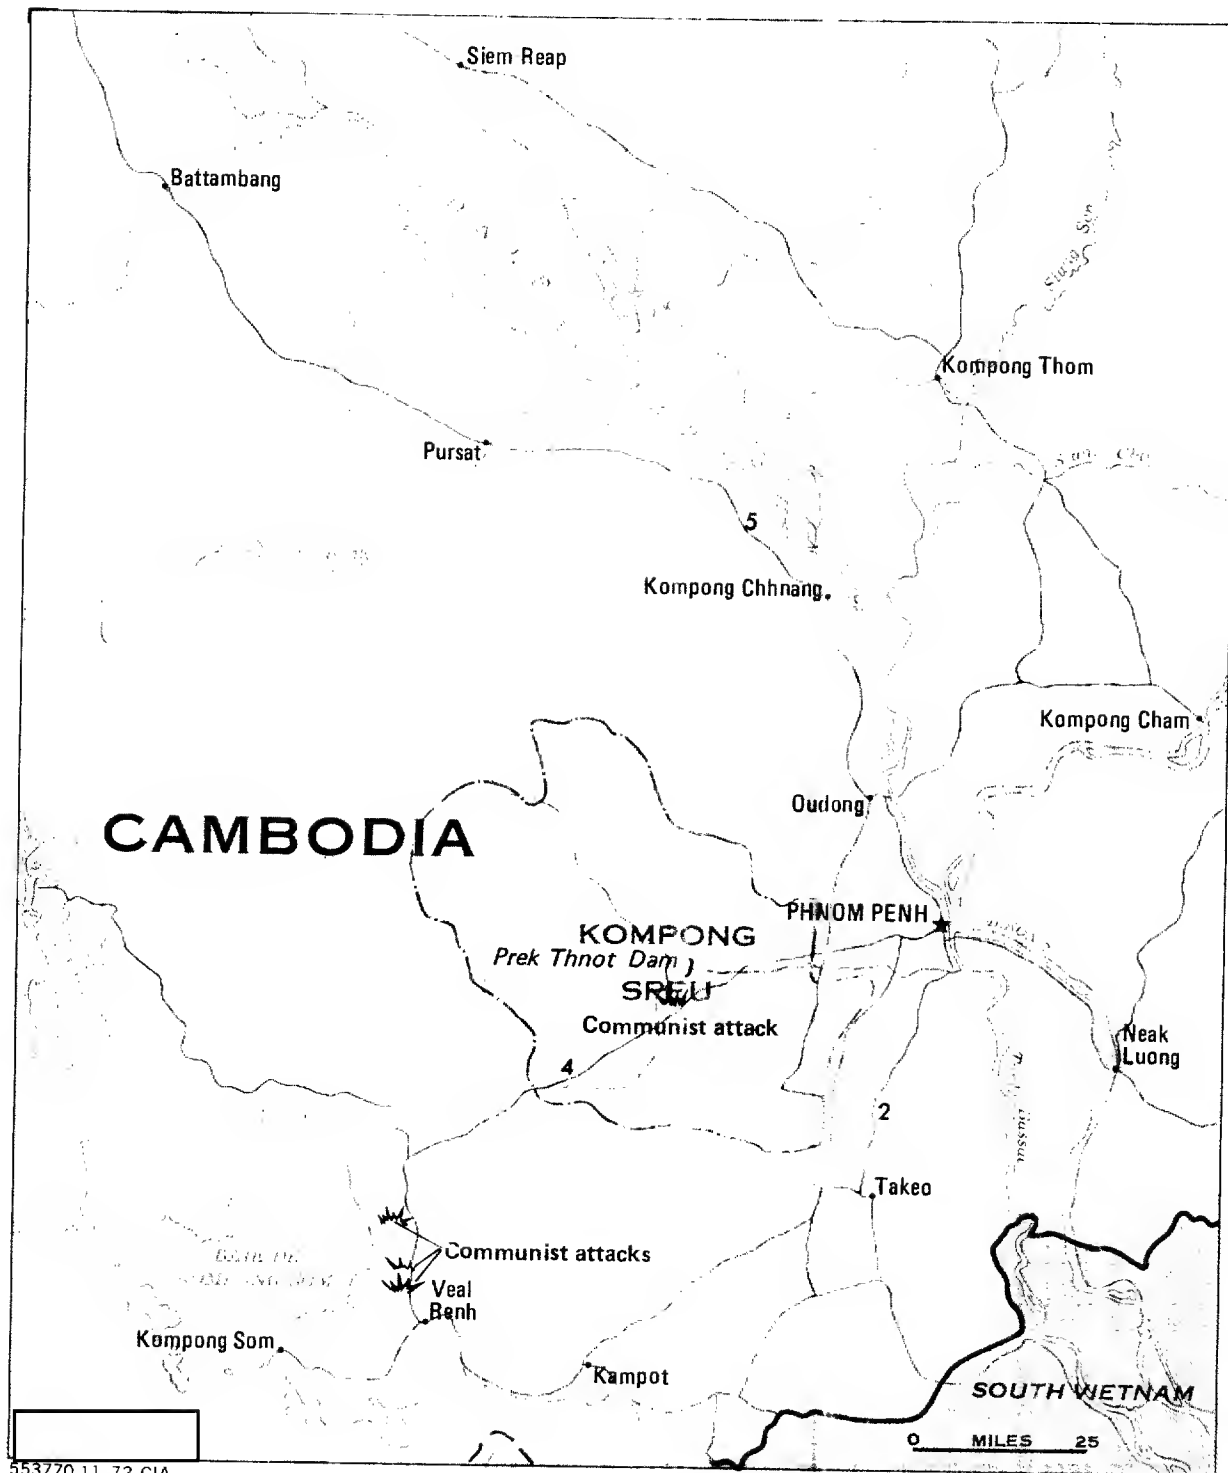 Siem Reap
Battambang
Kompong Thom
Pursat
5
Kompong Chhnang
Kompong Cham
Oudong
CAMBODIA
PHNOM PENH
KOMPONG
Prek Thnot Dam
SPEU
Communist attack
Neak
Luong
4
2
Takeo
Communist attacks
Veal
Renh
Kompong Som
Kampot
SOUTH VIETNAM
0 MILES 25
553770 11-72 CIA